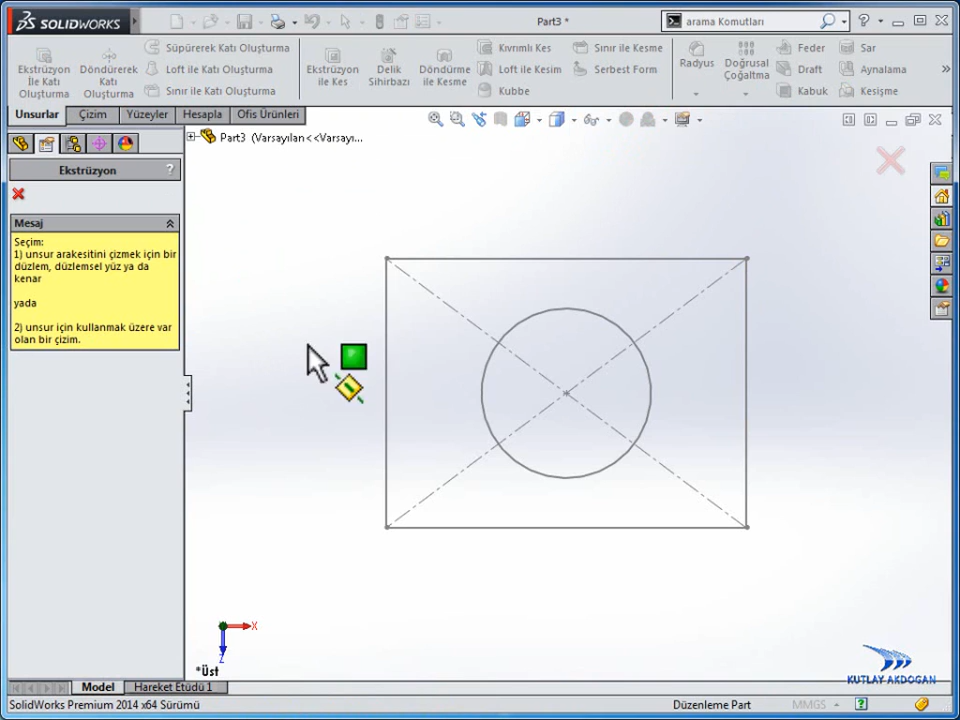 SOLIDWORKS
Part3 *
arama Komutları
Ekstrüzyon
İle Katı
Oluşturma
Döndürerek
Katı
Oluşturma
Süpürerek Katı Oluşturma
Loft ile Katı Oluşturma
Sınır ile Katı Oluşturma
Ekstrüzyon
ile Kes
Delik
Sihirbazı
Döndürme
ile Kesme
Kıvrımlı Kes
Loft ile Kesim
Kubbe
Sınır ile Kesme
Serbest Form
Radyus
Doğrusal
Çoğaltma
Feder
Draft
Kabuk
Sar
Aynalama
Kesişme
Unsurlar
Çizim
Yüzeyler
Hesapla
Ofis Ürünleri
Part3 (Varsayılan<<Varsayı...
Ekstrüzyon
?
Mesaj
Seçim:
1) unsur arakesitini çizmek için bir
düzlem, düzlemsel yüz ya da
kenar
yada
2) unsur için kullanmak üzere var
olan bir çizim.
X
Z
*Üst
KUTLAY AKDOGAN
Model
Hareket Etüdü 1
SolidWorks Premium 2014 x64 Sürümü
Düzenleme Part
MMGS
?